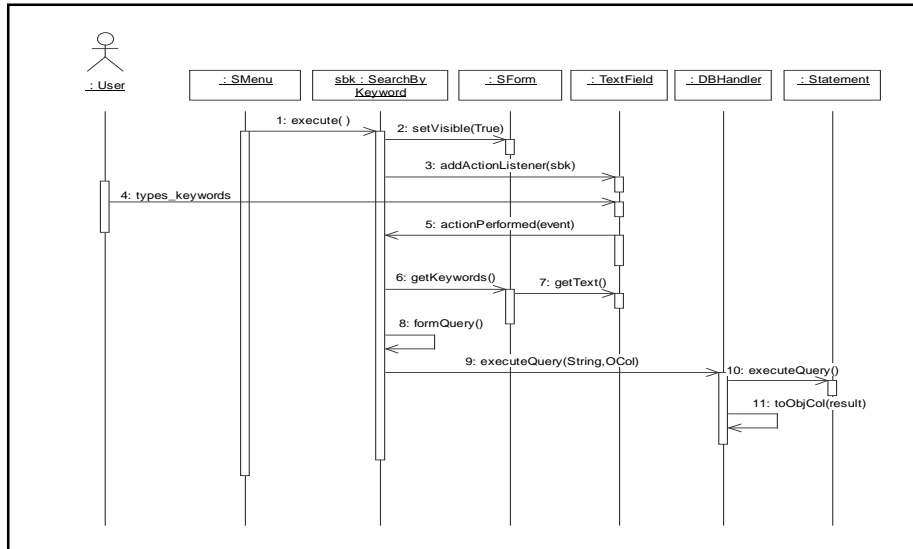 : User
: SMenu
sbk : SearchBy
Keyword
: SForm
: TextField
: DBHandler
: Statement
1: execute( )
2: setVisible(True)
3: addActionListener(sbk)
4: types_keywords
5: actionPerformed(event)
6: getKeywords()
7: getText()
8: formQuery()
9: executeQuery(String,OCol)
10: executeQuery()
11: toObjCol(result)